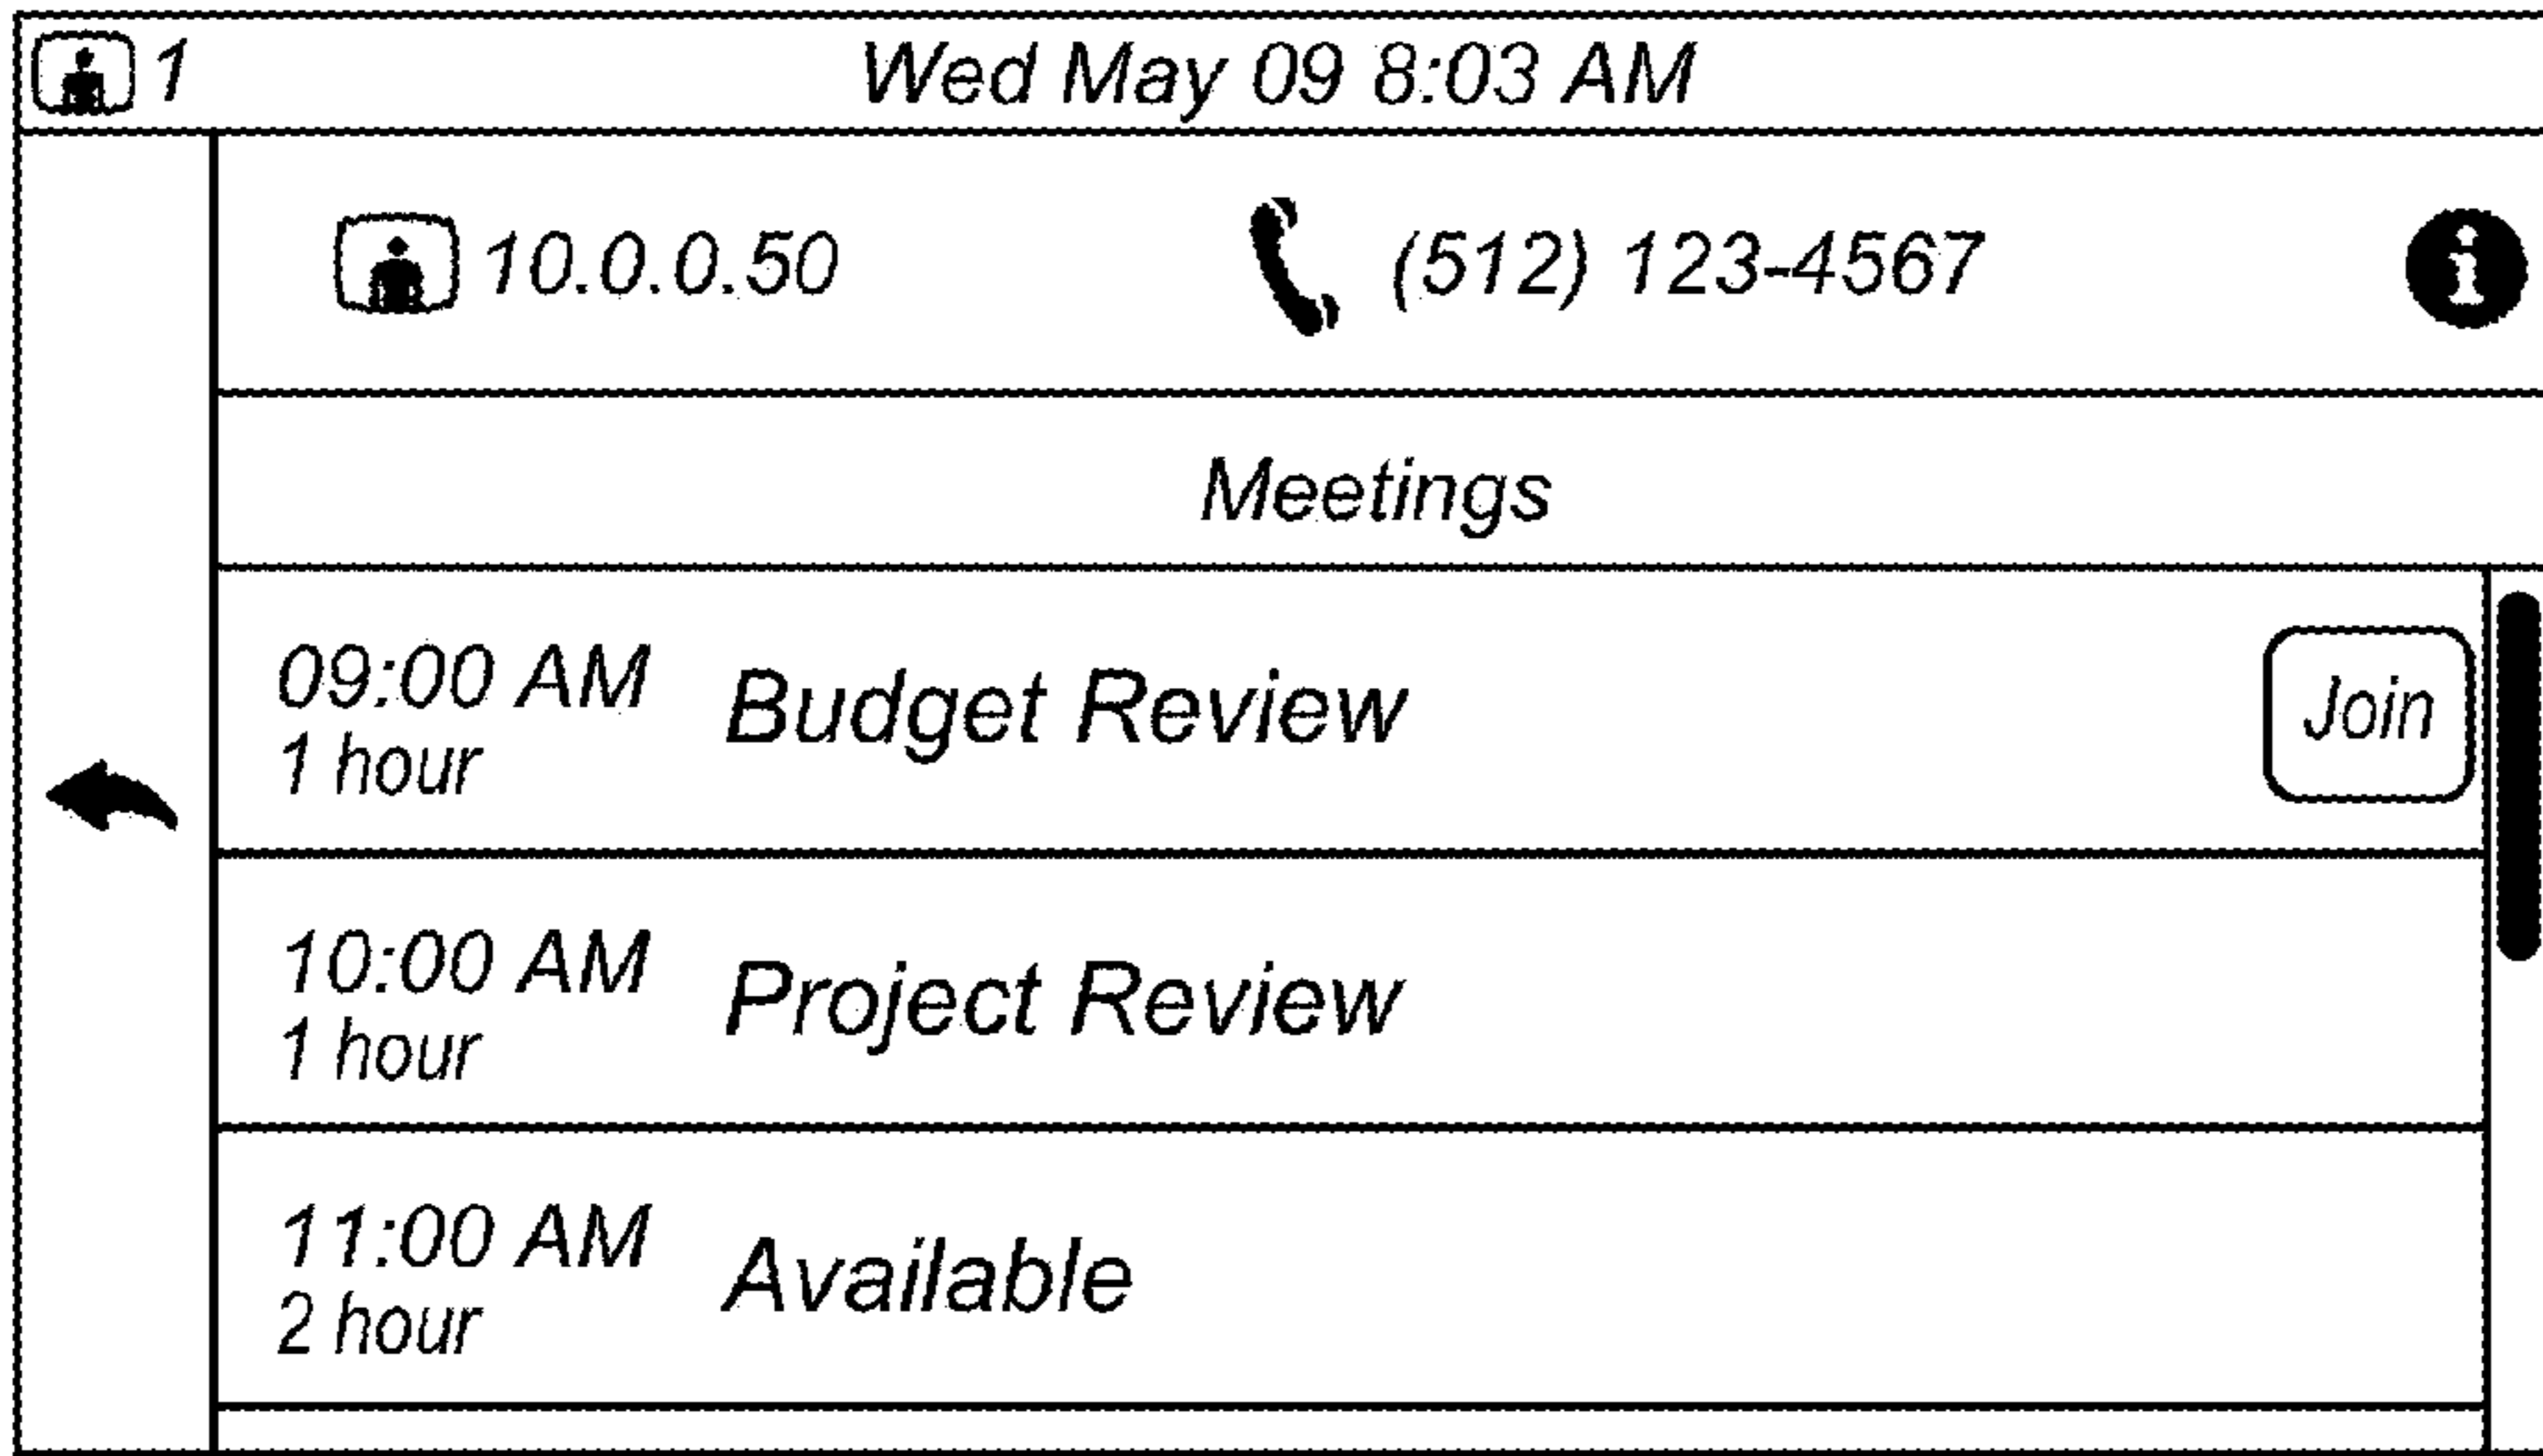 1 Wed May 09 8:03 AM
10.0.0.50 (512) 123-4567 i
Meetings
09:00 AM Budget Review Join
1 hour
10:00 AM Project Review
1 hour
11:00 AM Available
2 hour